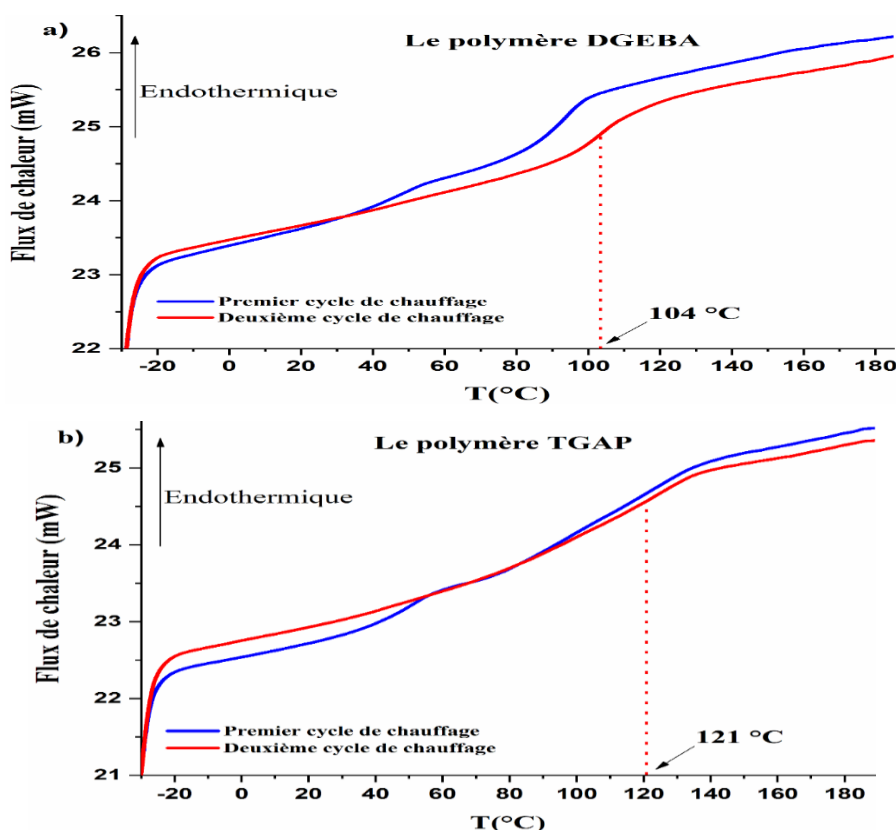 a)
Le polymère DGEBA
Endothermique
Flux de chaleur (mW)
26
25
24
23
22
Premier cycle de chauffage
Deuxième cycle de chauffage
104 °C
-20 0 20 40 60 80 100 120 140 160 180
T(°C)
b)
Le polymère TGAP
Endothermique
Flux de chaleur (mW)
25
24
23
22
21
Premier cycle de chauffage
Deuxième cycle de chauffage
121 °C
-20 0 20 40 60 80 100 120 140 160 180
T(°C)